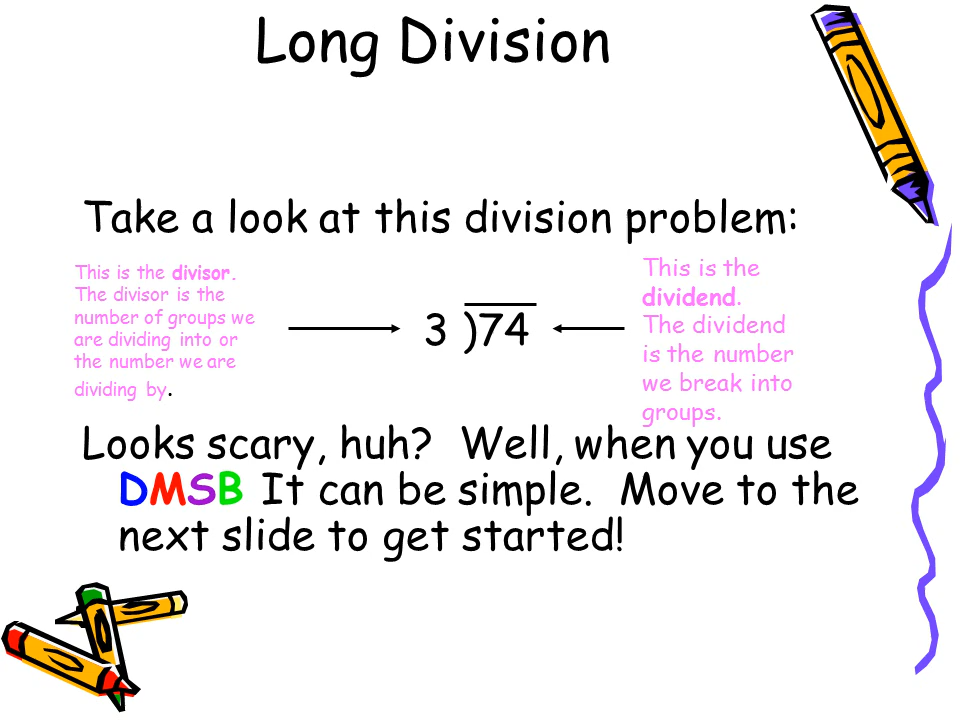 Long Division
Take a look at this division problem:
This is the divisor.
The divisor is the
number of groups we
are dividing into or
the number we are
dividing by.
3 )74
This is the
dividend.
The dividend
is the number
we break into
groups.
Looks scary, huh? Well, when you use
DMSB It can be simple. Move to the
next slide to get started!